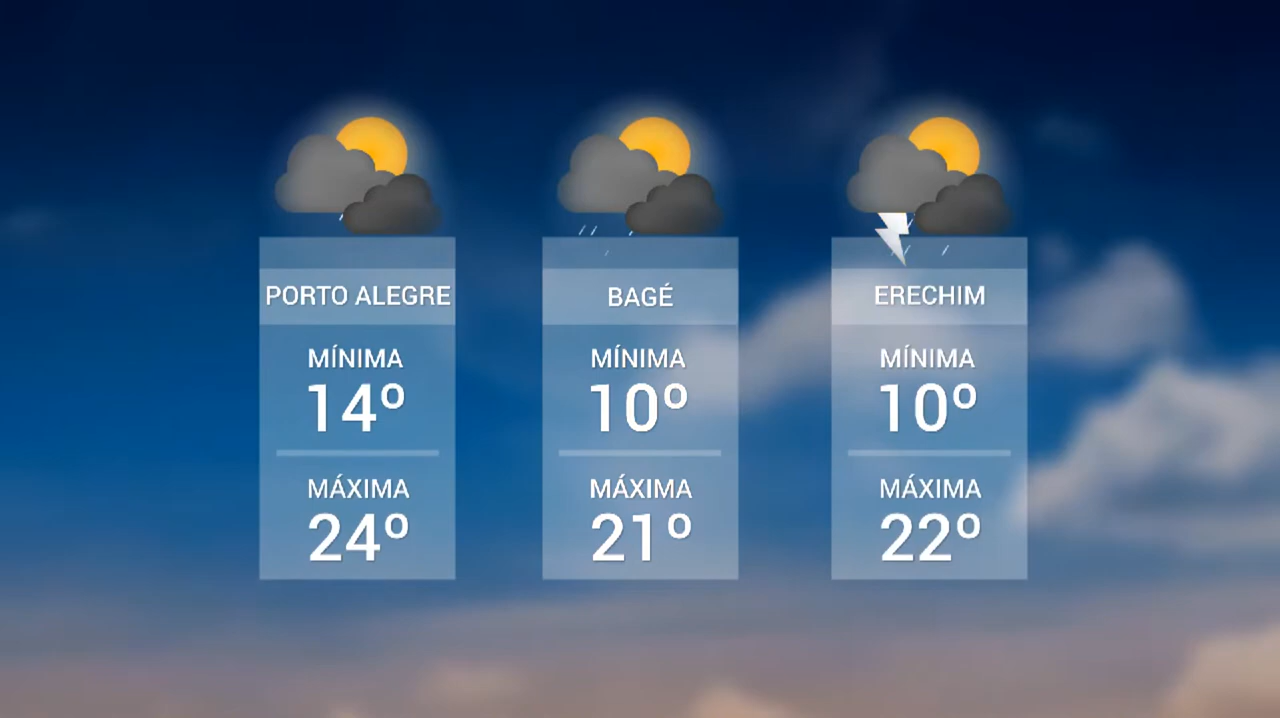 PORTO ALEGRE
MÍNIMA
14º
MÁXIMA
24º
BAGÉ
MÍNIMA
10º
MÁXIMA
21º
ERECHIM
MÍNIMA
10º
MÁXIMA
22º